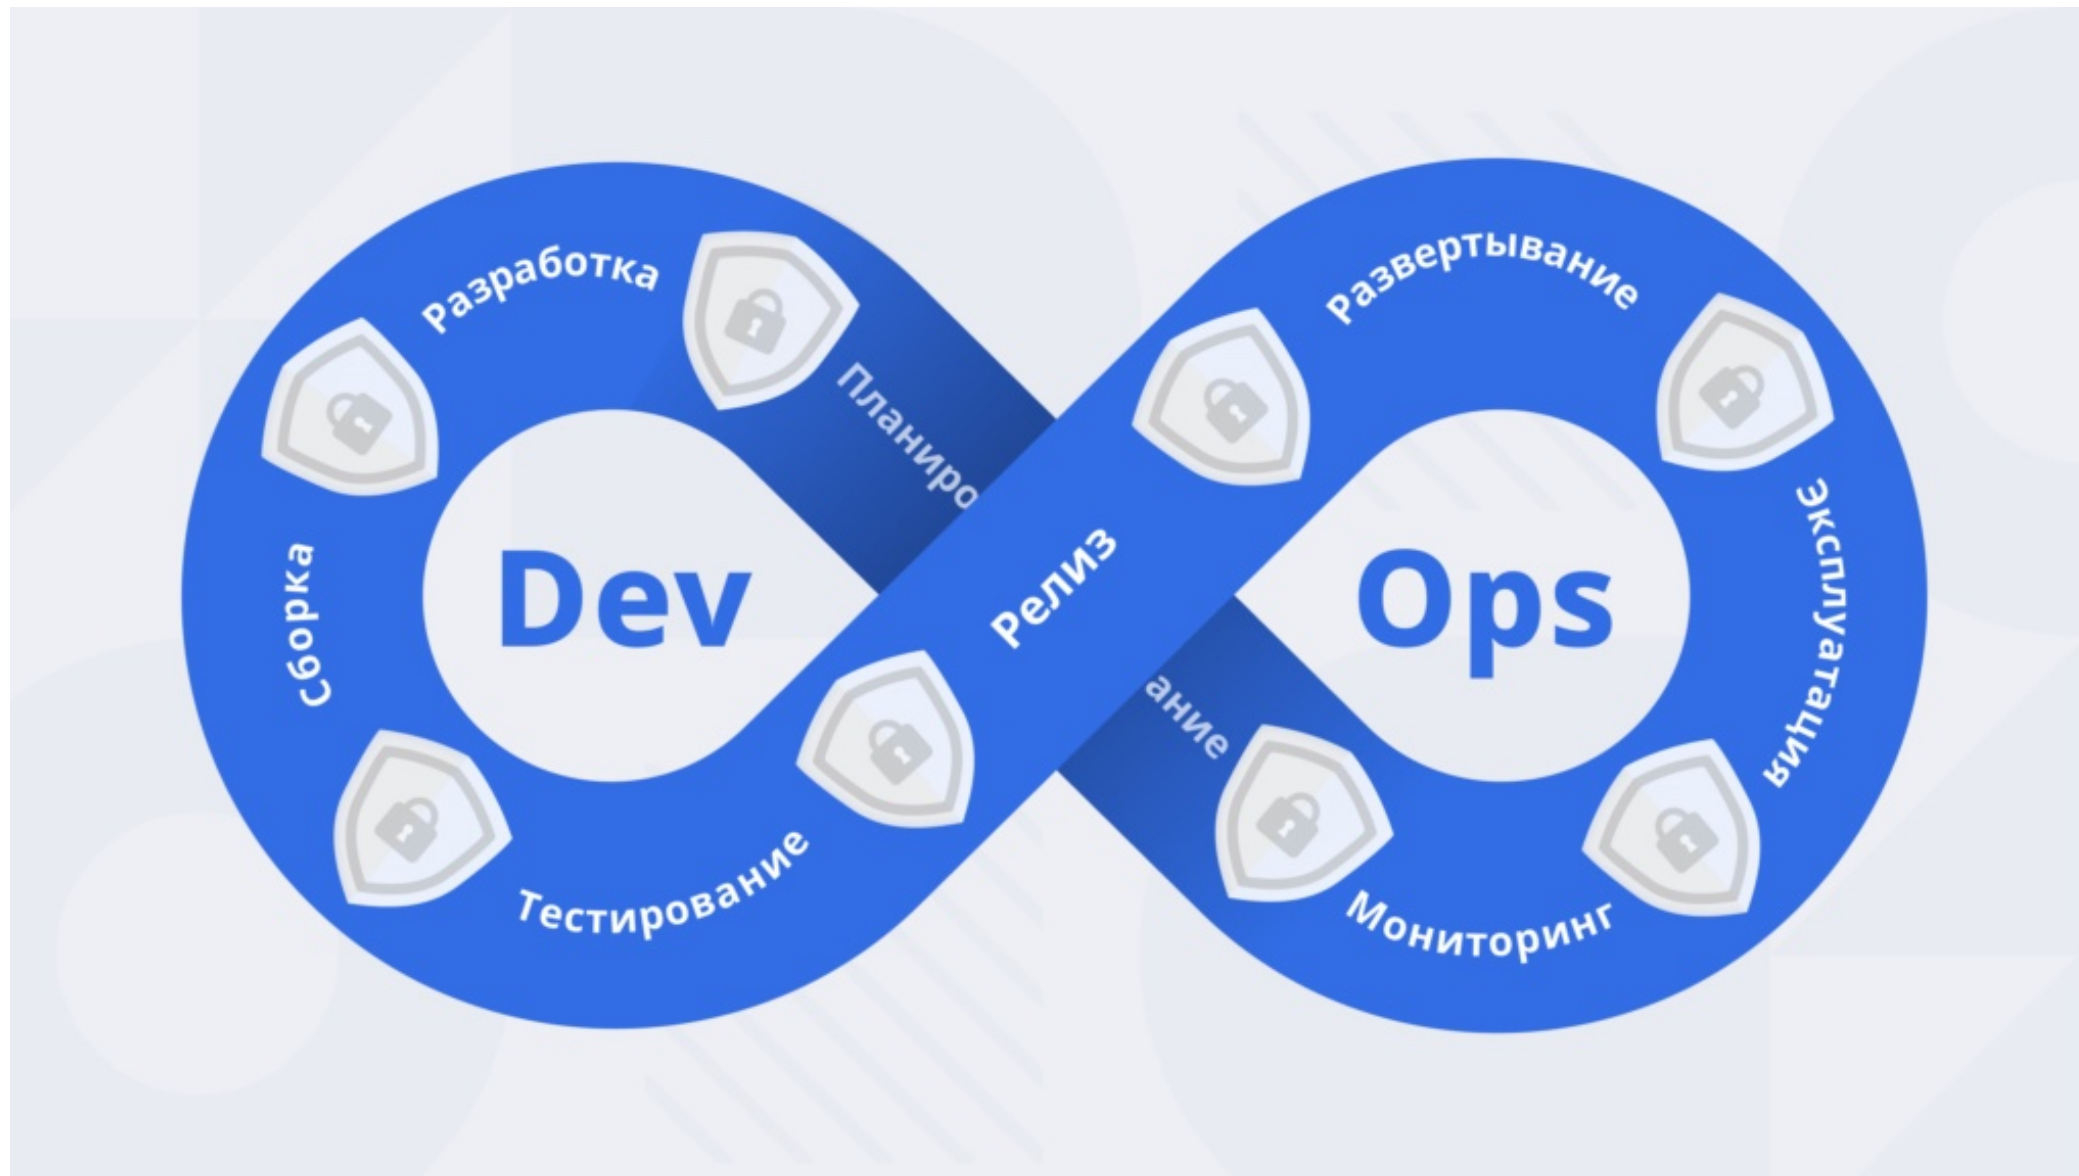 Разработка
Планиро
Развертывание
Сборка
Dev
Релиз
Ops
Эксплуатация
ание
Тестирование
Мониторинг